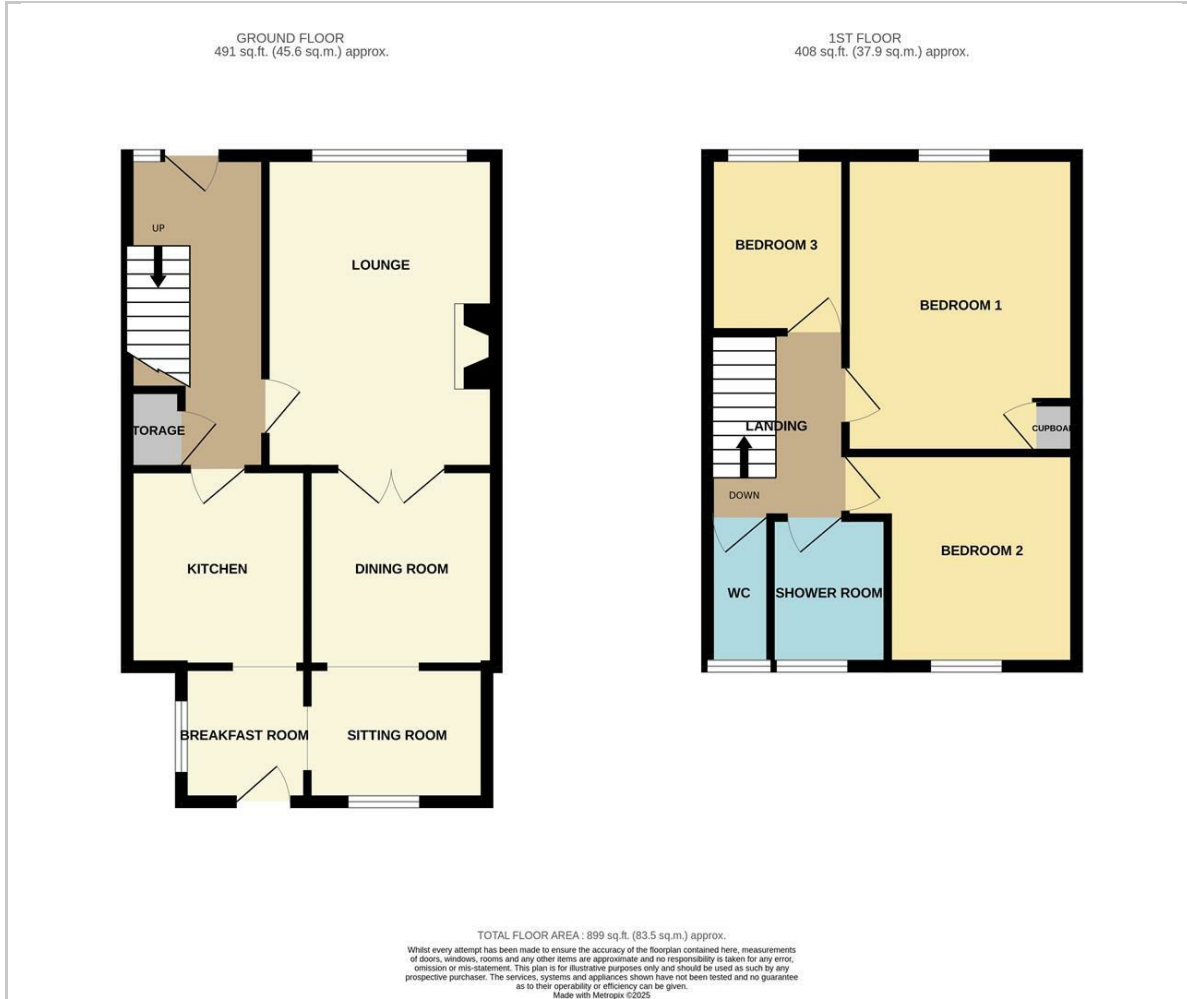 GROUND FLOOR
491 sq.ft. (45.6 sq.m.) approx.
1ST FLOOR
408 sq.ft. (37.9 sq.m.) approx.
UP
LOUNGE
TORAGE
KITCHEN
DINING ROOM
BREAKFAST ROOM
SITTING ROOM
BEDROOM 3
BEDROOM 1
LANDING
CUPBOAR
DOWN
BEDROOM 2
WC
SHOWER ROOM
TOTAL FLOOR AREA : 899 sq.ft. (83.5 sq.m.) approx.
Whilst every attempt has been made to ensure the accuracy of the floorplan contained here, measurements
of doors, windows, rooms and any other items are approximate and no responsibility is taken for any error,
omission or mis-statement. This plan is for illustrative purposes only and should be used as such by any
prospective purchaser. The services, systems and appliances shown have not been tested and no guarantee
as to their operability or efficiency can be given.
Made with Metropix ©2025